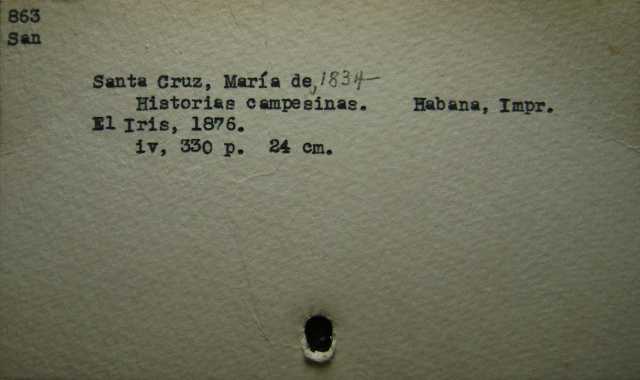 863
San
Santa Cruz, María de, 1834-
Historias campesinas. Habana, Impr.
El Iris, 1876.
iv, 330 p. 24 cm.